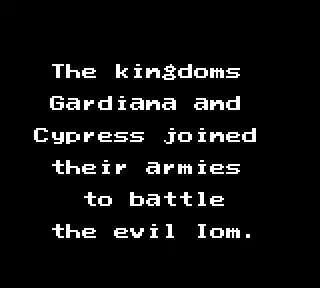 The kingdoms
Gardiana and
Cypress joined
their armies
to battle
the evil Iom.